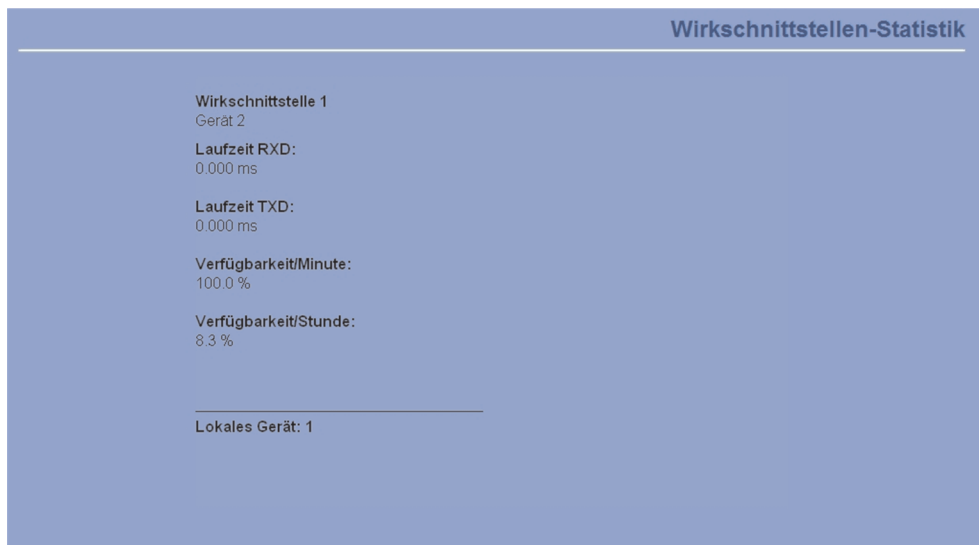 Wirkschnittstellen-Statistik
Wirkschnittstelle 1
Gerät 2
Laufzeit RXD:
0.000 ms
Laufzeit TXD:
0.000 ms
Verfügbarkeit/Minute:
100.0 %
Verfügbarkeit/Stunde:
8.3 %
Lokales Gerät: 1